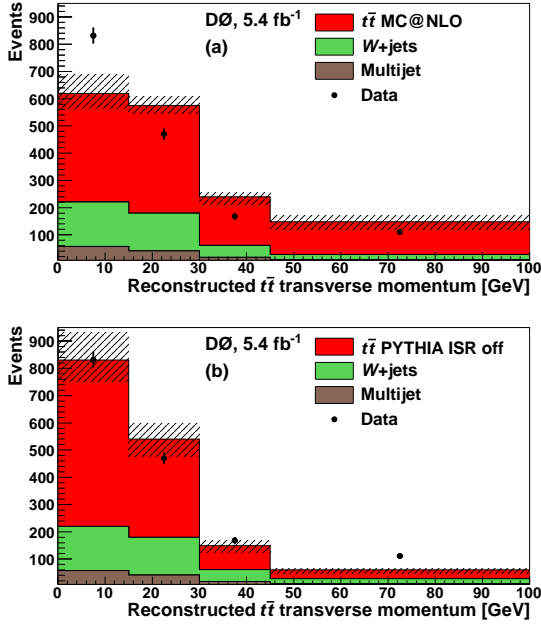 DØ, 5.4 fb⁻¹
(a)
tt̄ MC@NLO
W+jets
Multijet
Data
Events
900
800
700
600
500
400
300
200
100
0 10 20 30 40 50 60 70 80 90 100
Reconstructed tt̄ transverse momentum [GeV]
DØ, 5.4 fb⁻¹
(b)
tt̄ PYTHIA ISR off
W+jets
Multijet
Data
Events
900
800
700
600
500
400
300
200
100
0 10 20 30 40 50 60 70 80 90 100
Reconstructed tt̄ transverse momentum [GeV]